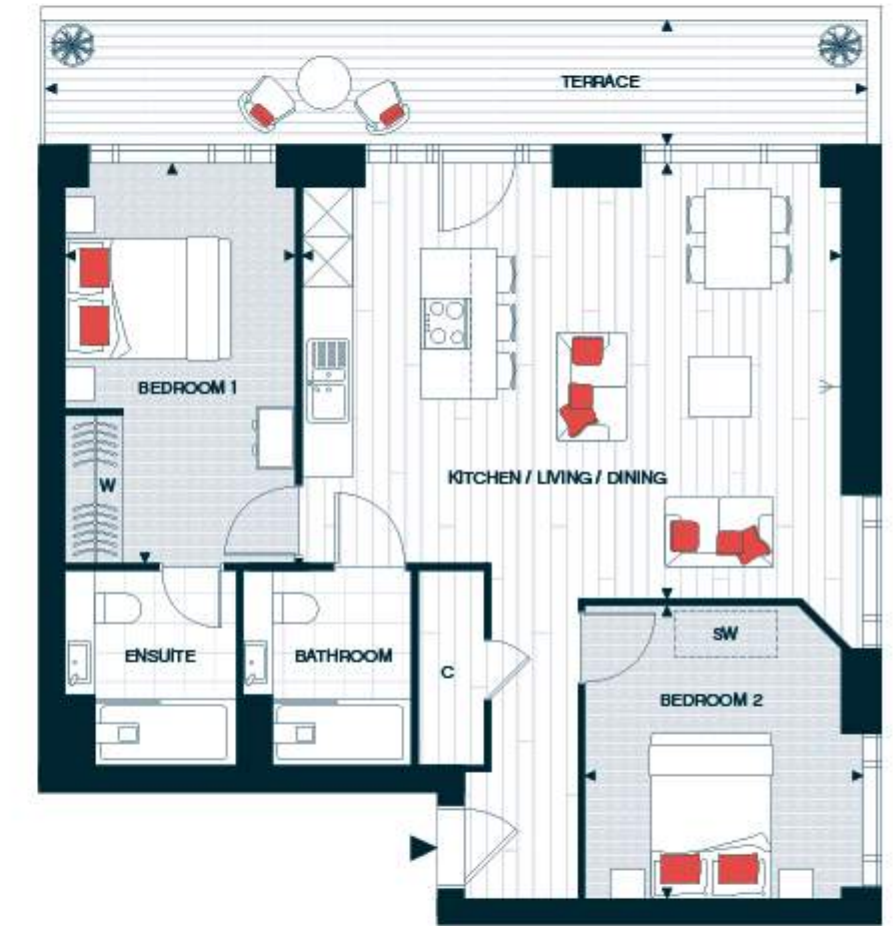 TERRACE
BEDROOM 1
W
KITCHEN / LIVING / DINING
ENSUITE
BATHROOM
C
SW
BEDROOM 2